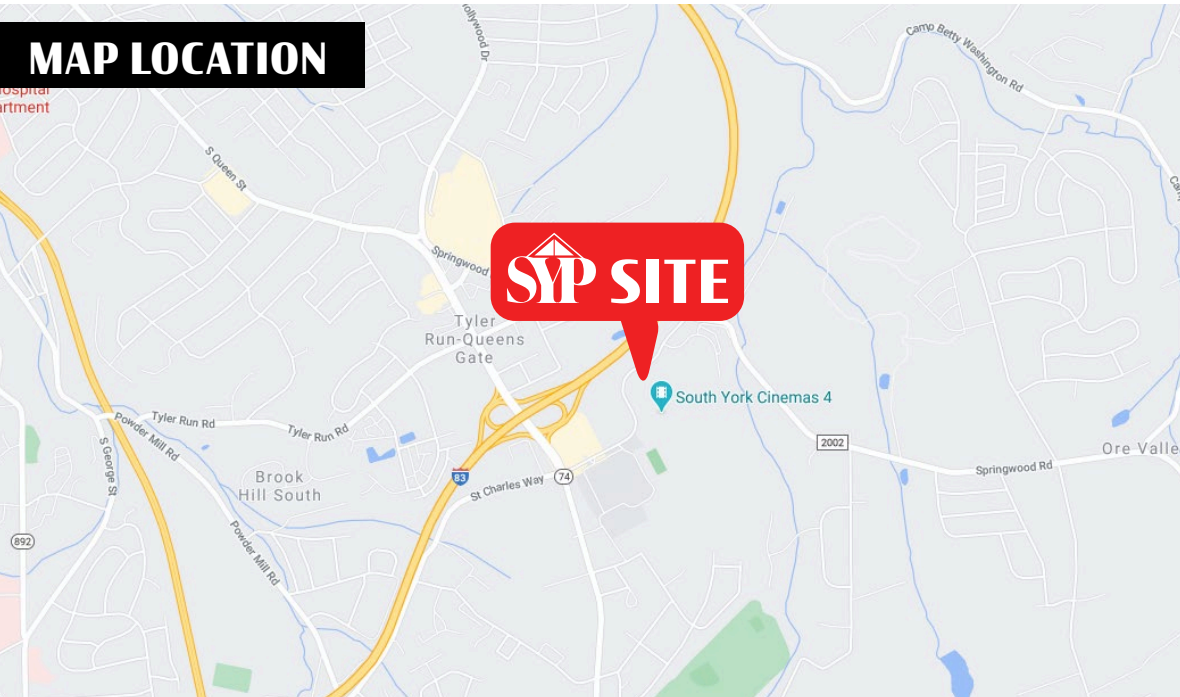 MAP LOCATION
ospital
artment
ollywood Dr
Camp Betty Washington Rd
S Queen St
Springwood
SYP SITE
Tyler
Run-Queens
Gate
South York Cinemas 4
Tyler Run Rd
Tyler Run Rd
Powder Mill Rd
S George St
2002
Ore Valle
Springwood Rd
Brook
Hill South
83
St Charles Way
74
892
Powder Mill Rd